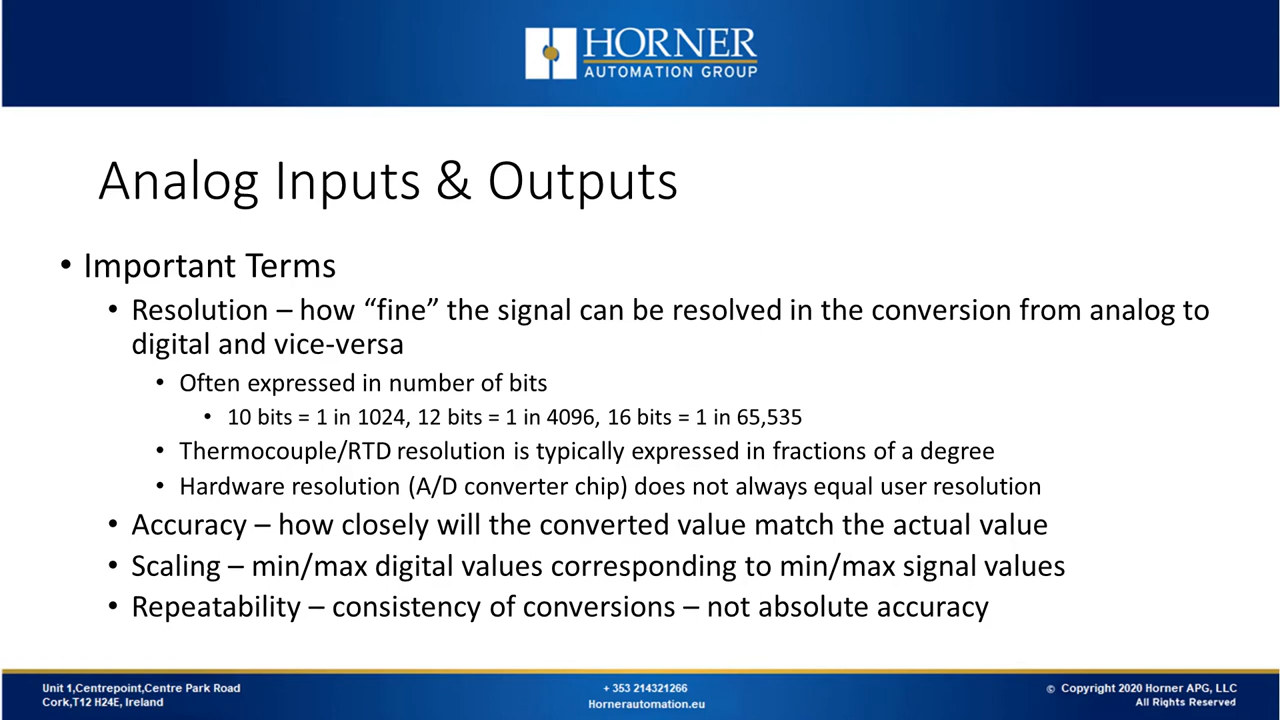 HORNER
AUTOMATION GROUP
Analog Inputs & Outputs
• Important Terms
• Resolution – how “fine” the signal can be resolved in the conversion from analog to
digital and vice-versa
• Often expressed in number of bits
• 10 bits = 1 in 1024, 12 bits = 1 in 4096, 16 bits = 1 in 65,535
• Thermocouple/RTD resolution is typically expressed in fractions of a degree
• Hardware resolution (A/D converter chip) does not always equal user resolution
• Accuracy – how closely will the converted value match the actual value
• Scaling – min/max digital values corresponding to min/max signal values
• Repeatability – consistency of conversions – not absolute accuracy
Unit 1,Centrepoint,Centre Park Road
Cork,T12 H24E, Ireland
+ 353 214321266
Hornerautomation.eu
© Copyright 2020 Horner APG, LLC
All Rights Reserved